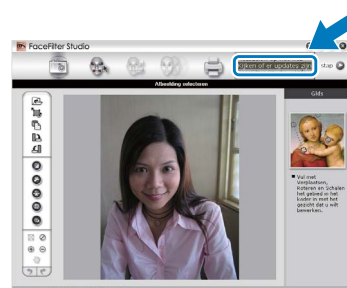 FaceFilter Studio
Kijken of er updates zijn
stap
Afbeelding selecteren
Gids
Vul met
Verplaatsen,
Roteren en Schalen
het gebied in het
kader in met het
gezicht dat u wilt
bewerken.